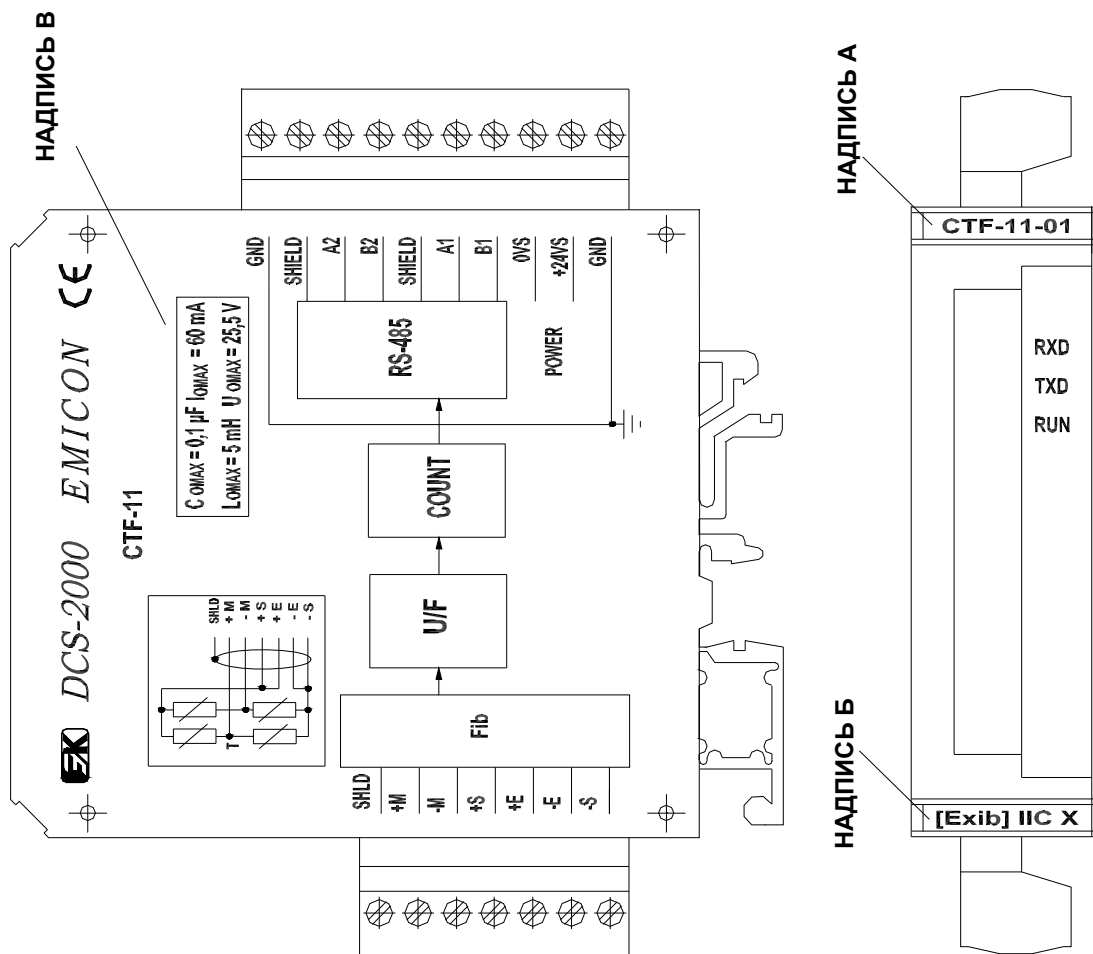 НАДПИСЬ В
DCS-2000 EMICON CE
CTF-11
C OMAX = 0,1 µF I OMAX = 60 mA
L OMAX = 5 mH U OMAX = 25,5 V
SHLD
+ M
- M
+ S
+ E
- E
- S
T
SHLD
+M
-M
+S
+E
-E
-S
Fib
U/F
COUNT
RS-485
POWER
GND
SHIELD
A2
B2
SHIELD
A1
B1
0VS
+24VS
GND
НАДПИСЬ А
CTF-11-01
RXD
TXD
RUN
НАДПИСЬ Б
[Exib] IIC X